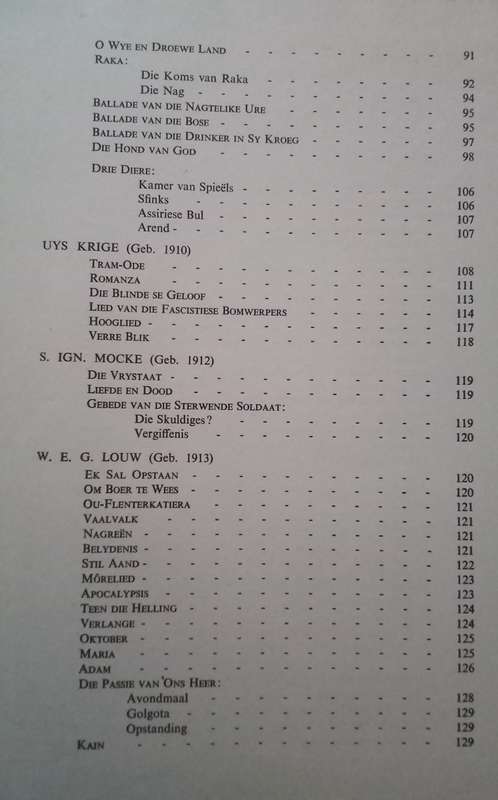 O Wye en Droewe Land - - - - - - - - 91
Raka:
Die Koms van Raka - - - - - - - 92
Die Nag - - - - - - - - - 94
Ballade van die Nagtelike Ure - - - - - - 95
Ballade van die Bose - - - - - - - - 95
Ballade van die Drinker in Sy Kroeg - - - - - 97
Die Hond van God - - - - - - - - 98
Drie Diere:
Kamer van Spieëls - - - - - - - - 106
Sfinks - - - - - - - - - 106
Assiriese Bul - - - - - - - - 107
Arend - - - - - - - - - - 107
UYS KRIGE (Geb. 1910)
Tram-Ode - - - - - - - - - - 108
Romanza - - - - - - - - - - 111
Die Blinde se Geloof - - - - - - - - 113
Lied van die Fascistiese Bomwerpers - - - - - 114
Hooglied - - - - - - - - - - - 117
Verre Blik - - - - - - - - - - 118
S. IGN. MOCKE (Geb. 1912)
Die Vrystaat - - - - - - - - - - 119
Liefde en Dood - - - - - - - - - 119
Gebede van die Sterwende Soldaat:
Die Skuldiges? - - - - - - - - 119
Vergiffenis - - - - - - - - 120
W. E. G. LOUW (Geb. 1913)
Ek Sal Opstaan - - - - - - - - - 120
Om Boer te Wees - - - - - - - - - 120
Ou-Flenterkatiera - - - - - - - - - 121
Vaalvalk - - - - - - - - - - 121
Nagreën - - - - - - - - - - - 121
Belydenis - - - - - - - - - - - 121
Stil Aand - - - - - - - - - - - 122
Môrelied - - - - - - - - - - - 123
Apocalypsis - - - - - - - - - - 123
Teen die Helling - - - - - - - - - 124
Verlange - - - - - - - - - - - 124
Oktober - - - - - - - - - - - 125
Maria - - - - - - - - - - - 125
Adam - - - - - - - - - - - 126
Die Passie van Ons Heer:
Avondmaal - - - - - - - - 128
Golgota - - - - - - - - 129
Opstanding - - - - - - - - 129
Kain - - - - - - - - - - - 129